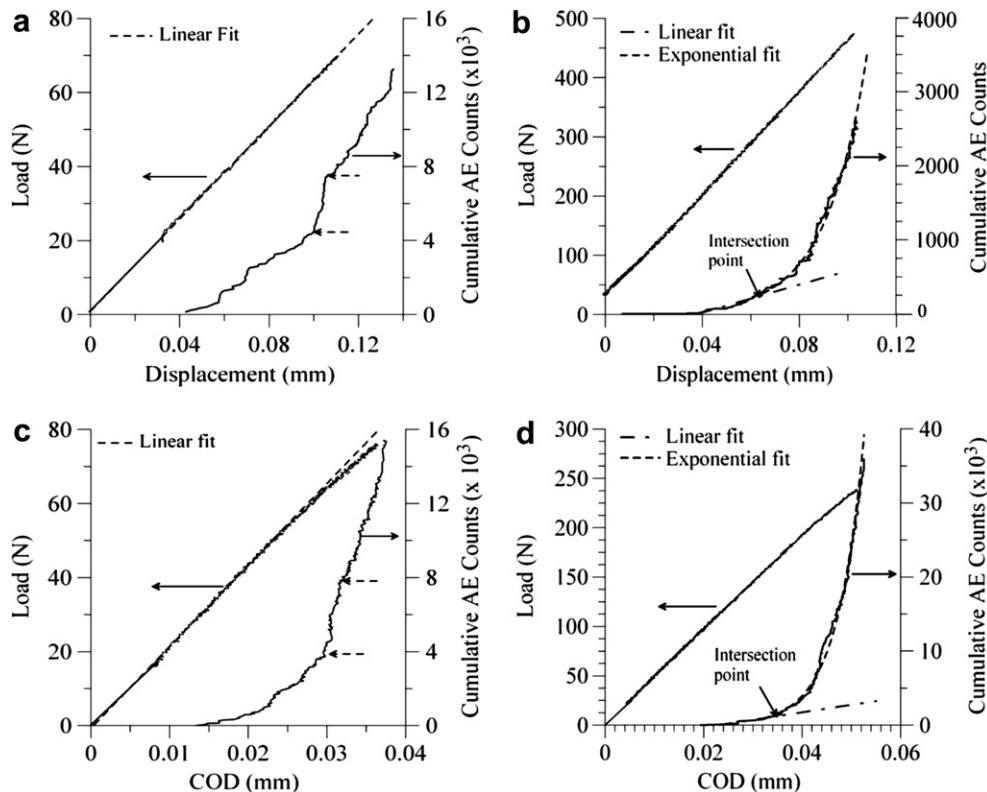 a
80
60
40
20
0
Load (N)
Linear Fit
16
12
8
4
0
Cumulative AE Counts (x10³)
0 0.04 0.08 0.12
Displacement (mm)
b
500
400
300
200
100
0
Load (N)
Linear fit
Exponential fit
Intersection
point
4000
3000
2000
1000
0
Cumulative AE Counts
0 0.04 0.08 0.12
Displacement (mm)
c
80
60
40
20
0
Load (N)
Linear fit
16
12
8
4
0
Cumulative AE Counts (x 10³)
0 0.01 0.02 0.03 0.04
COD (mm)
d
300
250
200
150
100
50
0
Load (N)
Linear fit
Exponential fit
Intersection
point
40
30
20
10
0
Cumulative AE Counts (x10³)
0 0.02 0.04 0.06
COD (mm)